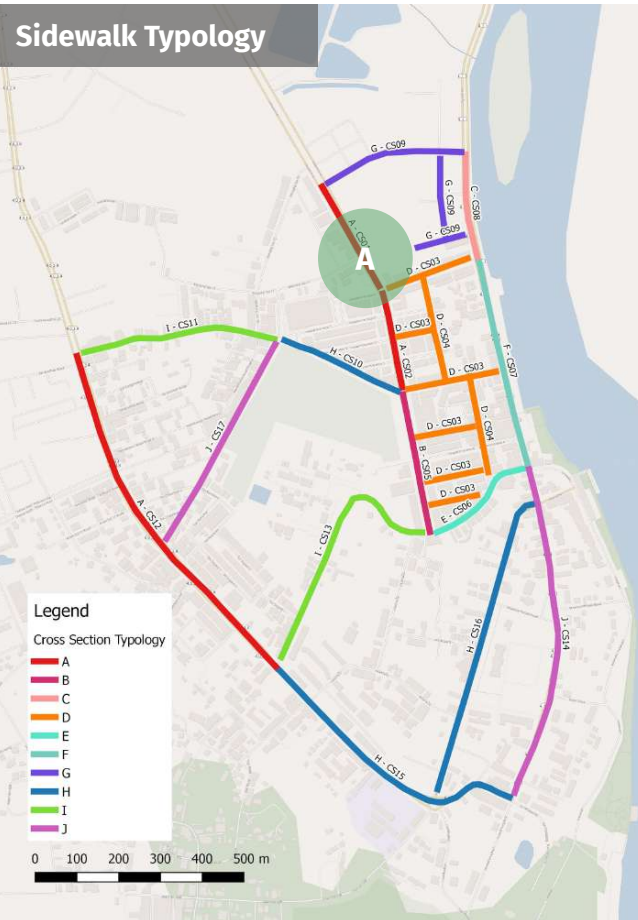 Sidewalk Typology
G - CS09
G - CS09
C - CS08
G - CS09
A
D - CS03
D - CS03
D - CS04
A - CS02
F - CS07
I - CS11
H - CS10
D - CS03
J - CS17
D - CS03
D - CS04
B - CS05
D - CS03
D - CS03
E - CS06
A - CS12
I - CS13
H - CS16
J - CS14
H - CS15
Legend
Cross Section Typology
A
B
C
D
E
F
G
H
I
J
0 100 200 300 400 500 m